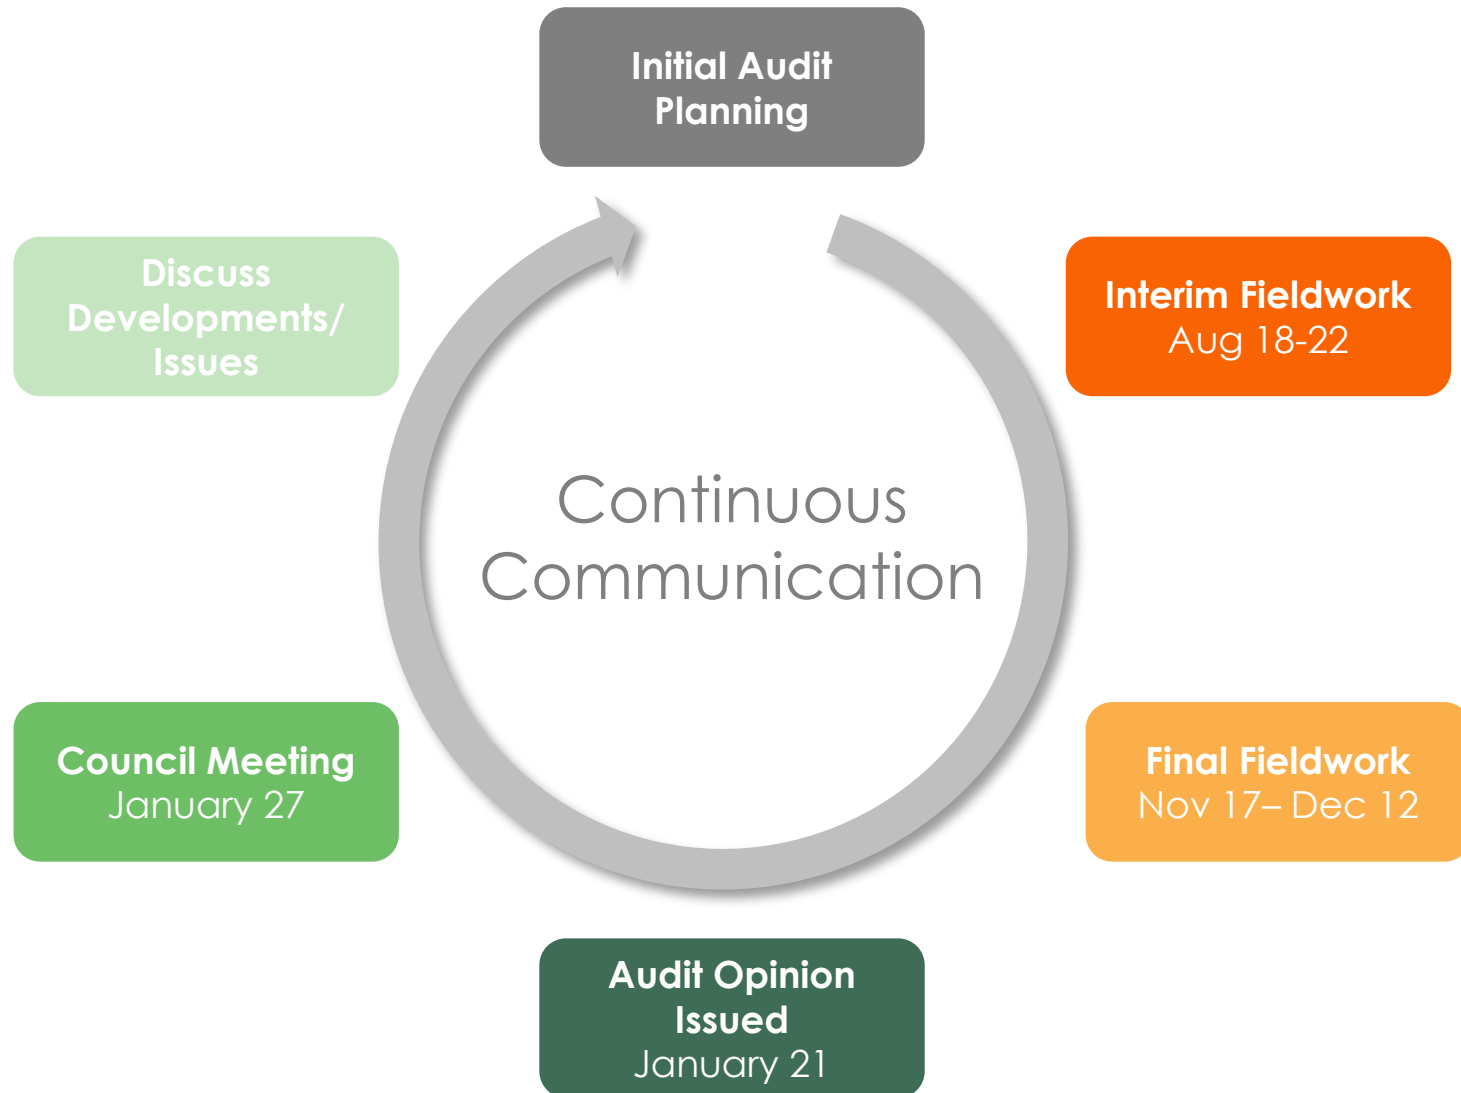 Initial Audit
Planning
Interim Fieldwork
Aug 18-22
Final Fieldwork
Nov 17– Dec 12
Audit Opinion
Issued
January 21
Council Meeting
January 27
Discuss
Developments/
Issues
Continuous
Communication